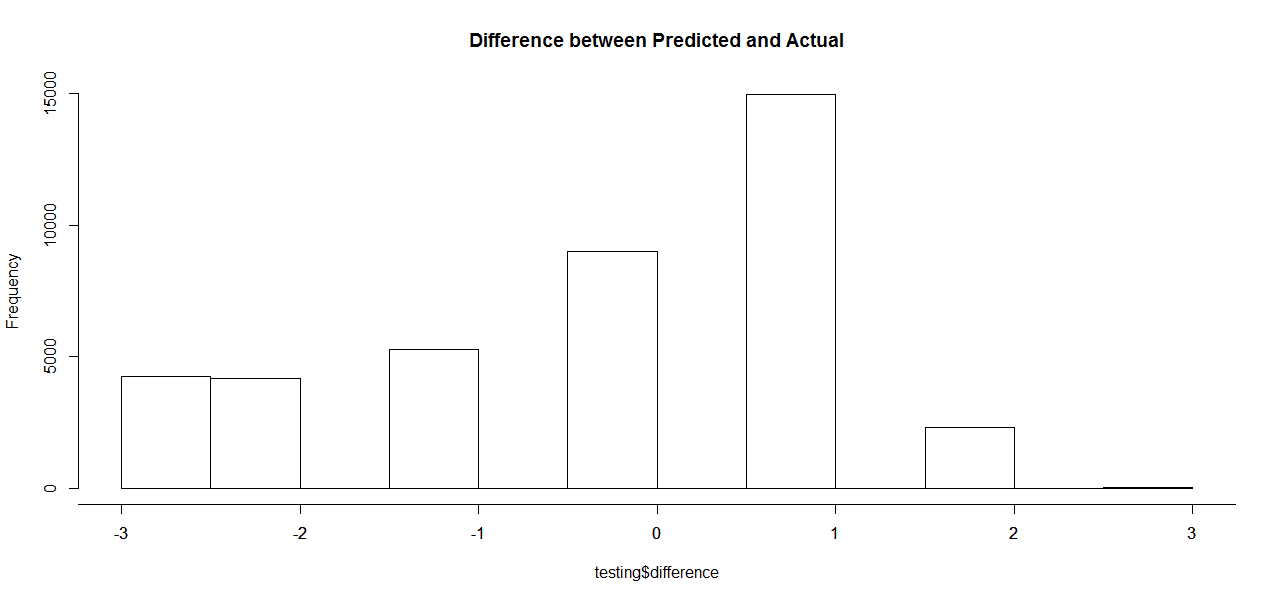 Difference between Predicted and Actual
Frequency
15000
10000
5000
0
-3 -2 -1 0 1 2 3
testing$difference